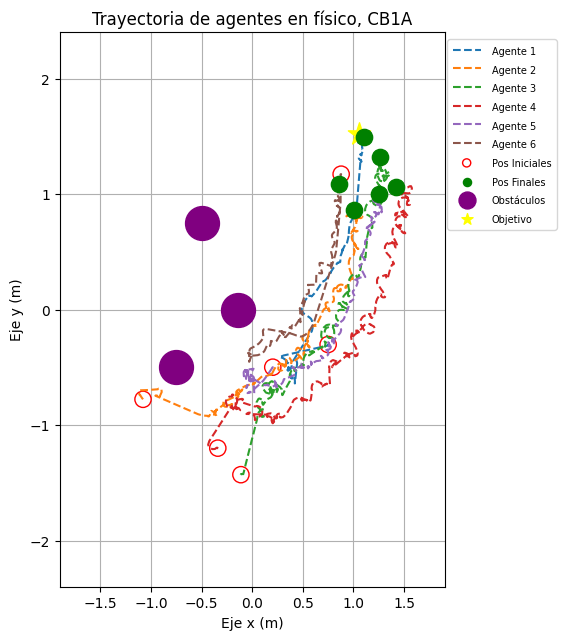 Trayectoria de agentes en físico, CB1A
Agente 1
Agente 2
Agente 3
Agente 4
Agente 5
Agente 6
Pos Iniciales
Pos Finales
Obstáculos
Objetivo
Eje y (m)
2
1
0
−1
−2
−1.5
−1.0
−0.5
0.0
0.5
1.0
1.5
Eje x (m)